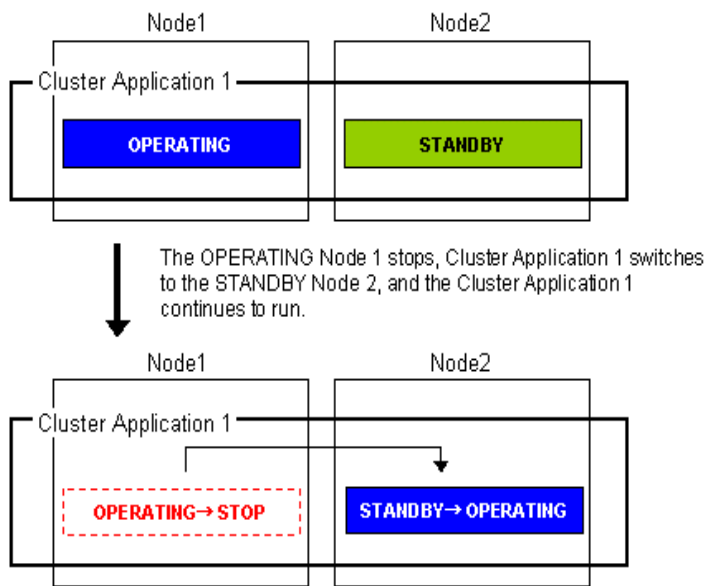 Node1
Node2
Cluster Application 1
OPERATING
STANDBY
The OPERATING Node 1 stops, Cluster Application 1 switches
to the STANDBY Node 2, and the Cluster Application 1
continues to run.
Node1
Node2
Cluster Application 1
OPERATING→STOP
STANDBY→OPERATING